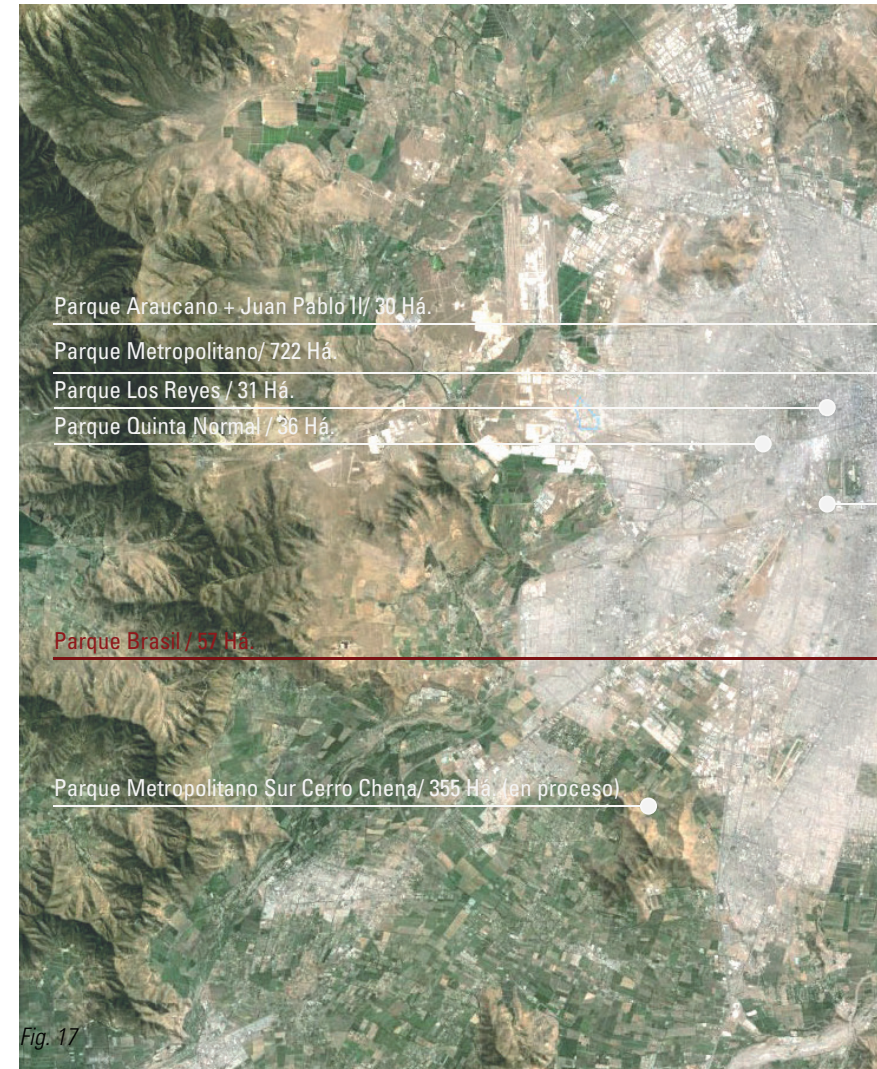 Parque Araucano + Juan Pablo II/ 30 Há.
Parque Metropolitano/ 722 Há.
Parque Los Reyes / 31 Há.
Parque Quinta Normal / 36 Há.
Parque Brasil / 57 Há.
Parque Metropolitano Sur Cerro Chena/ 355 Há. (en proceso)
Fig. 17